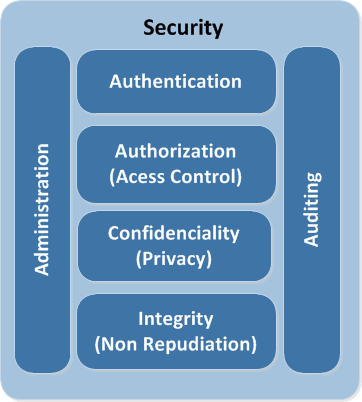 Security
Administration
Authentication
Authorization
(Acess Control)
Confidenciality
(Privacy)
Integrity
(Non Repudiation)
Auditing